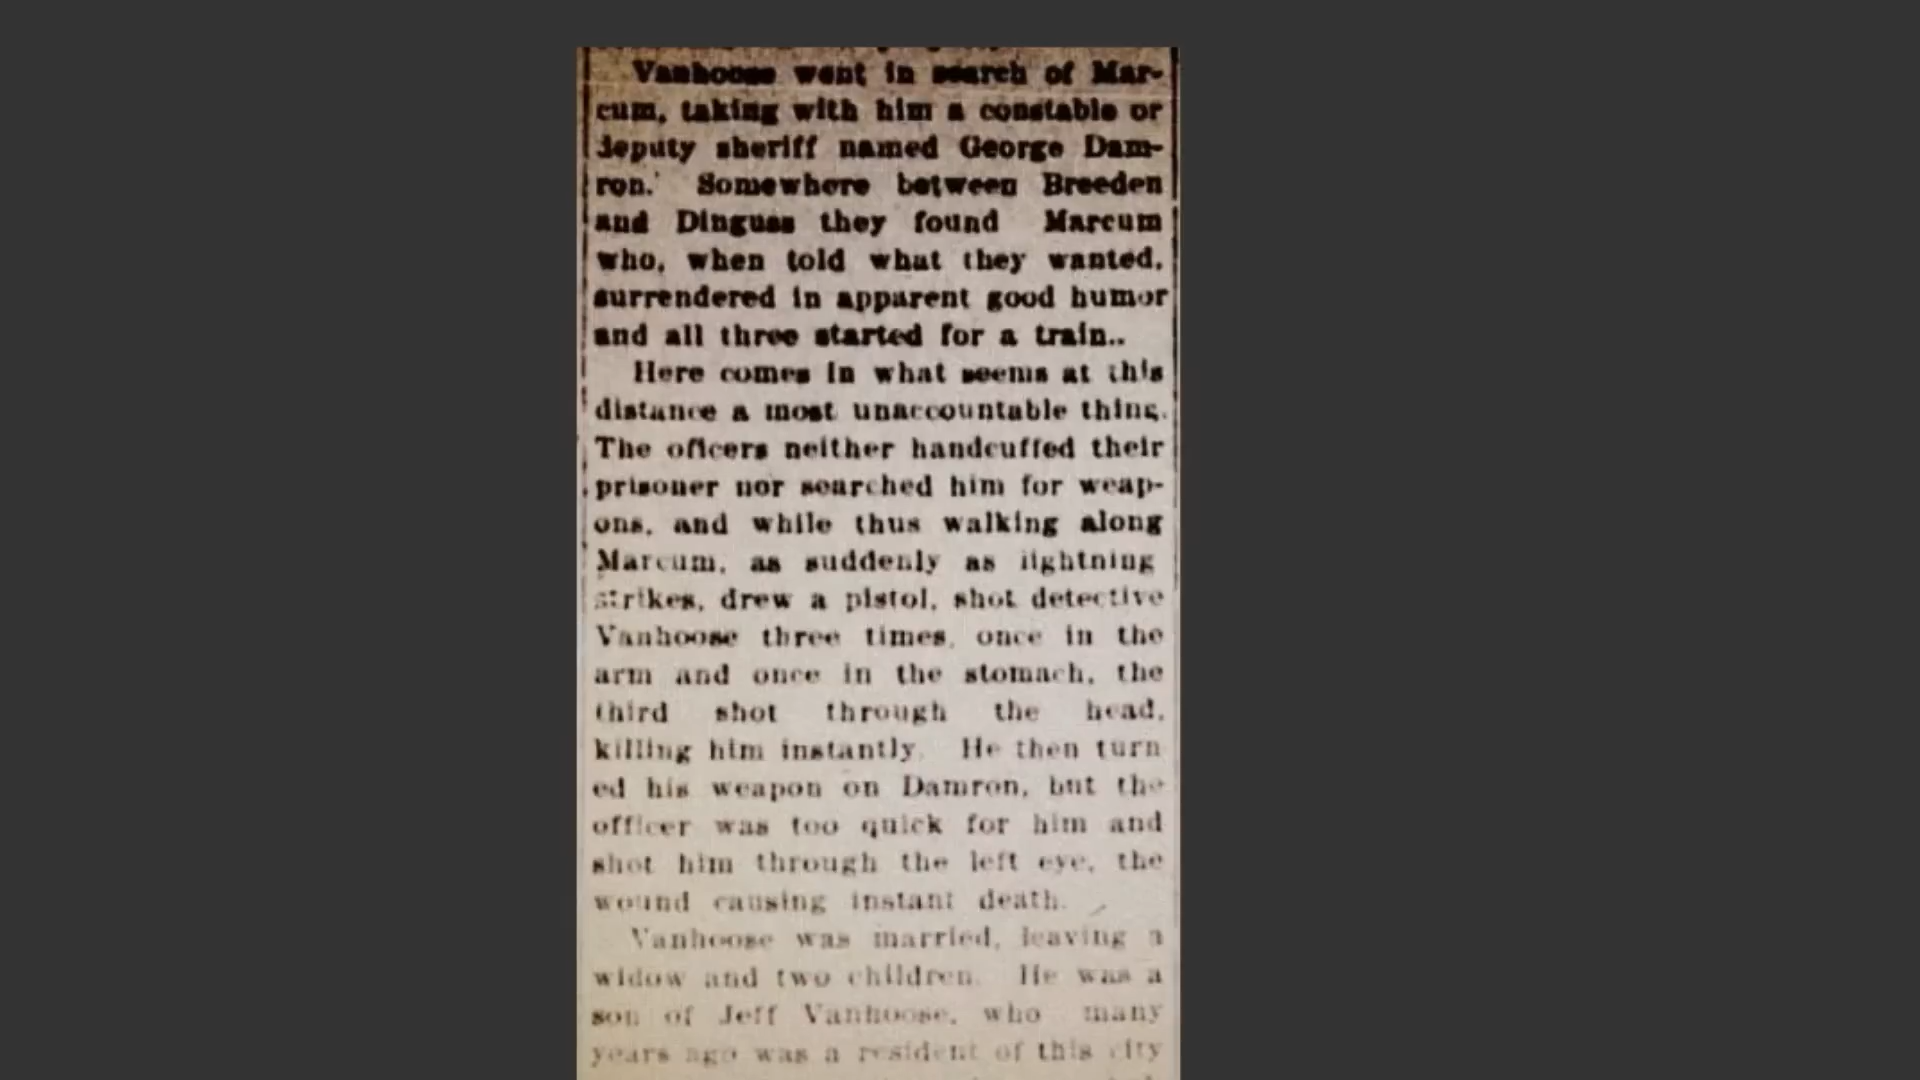 Vanhoose went in search of Mar-
cum, taking with him a constable or
deputy sheriff named George Dam-
ron. Somewhere between Breeden
and Dinguss they found Marcum
who, when told what they wanted,
surrendered in apparent good humor
and all three started for a train..
Here comes in what seems at this
distance a most unaccountable thing.
The officers neither handcuffed their
prisoner nor searched him for weap-
ons, and while thus walking along
Marcum, as suddenly as lightning
strikes, drew a pistol, shot detective
Vanhoose three times, once in the
arm and once in the stomach, the
third shot through the head,
killing him instantly. He then turn
ed his weapon on Damron, but the
officer was too quick for him and
shot him through the left eye, the
wound causing instant death.
Vanhoose was married, leaving a
widow and two children. He was a
son of Jeff Vanhoose, who many
years ago was a resident of this city